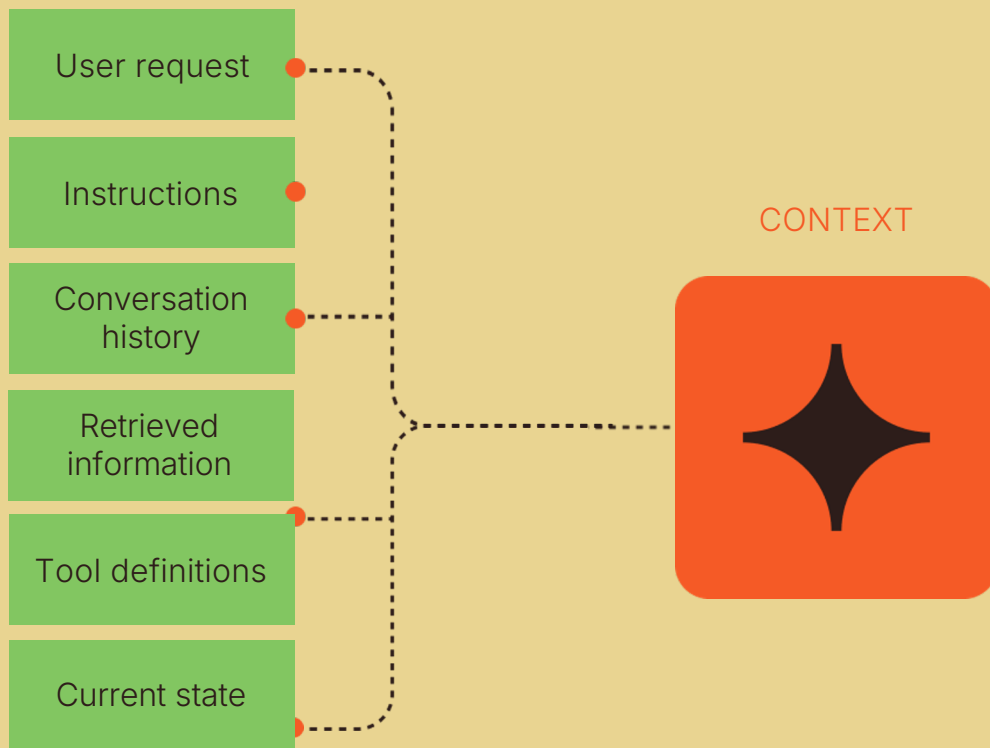 User request
Instructions
Conversation
history
Retrieved
information
Tool definitions
Current state
CONTEXT